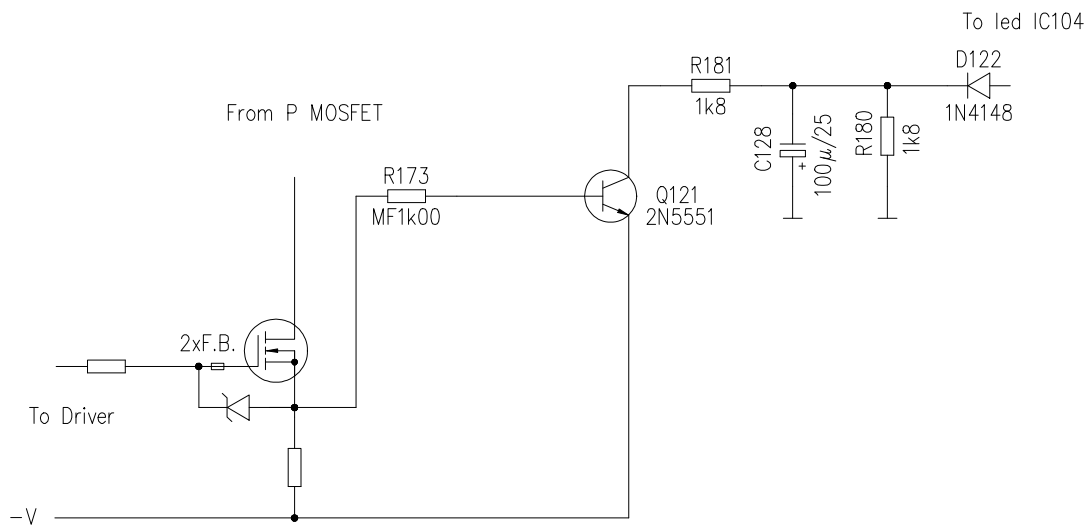 To led IC104
R181
D122
1k8
1N4148
From P MOSFET
C128
100µ/25
+
R180
1k8
R173
MF1k00
Q121
2N5551
2xF.B.
To Driver
-V